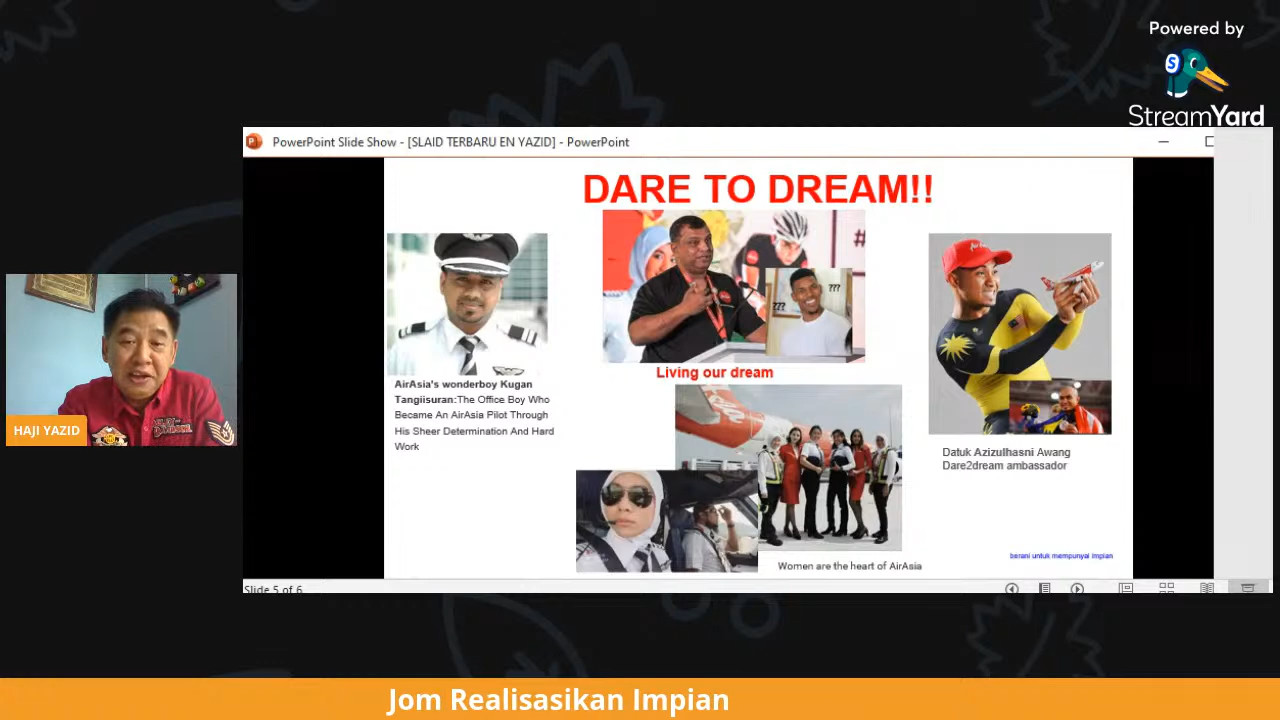 Powered by
StreamYard
PowerPoint Slide Show - [SLAID TERBARU EN YAZID] - PowerPoint
DARE TO DREAM!!
???
???
Living our dream
AirAsia's wonderboy Kugan
Tangiisuran:The Office Boy Who
Became An AirAsia Pilot Through
His Sheer Determination And Hard
Work
Datuk Azizulhasni Awang
Dare2dream ambassador
berani untuk mempunyai impian
Women are the heart of AirAsia
Slide 5 of 6
HAJI YAZID
Jom Realisasikan Impian